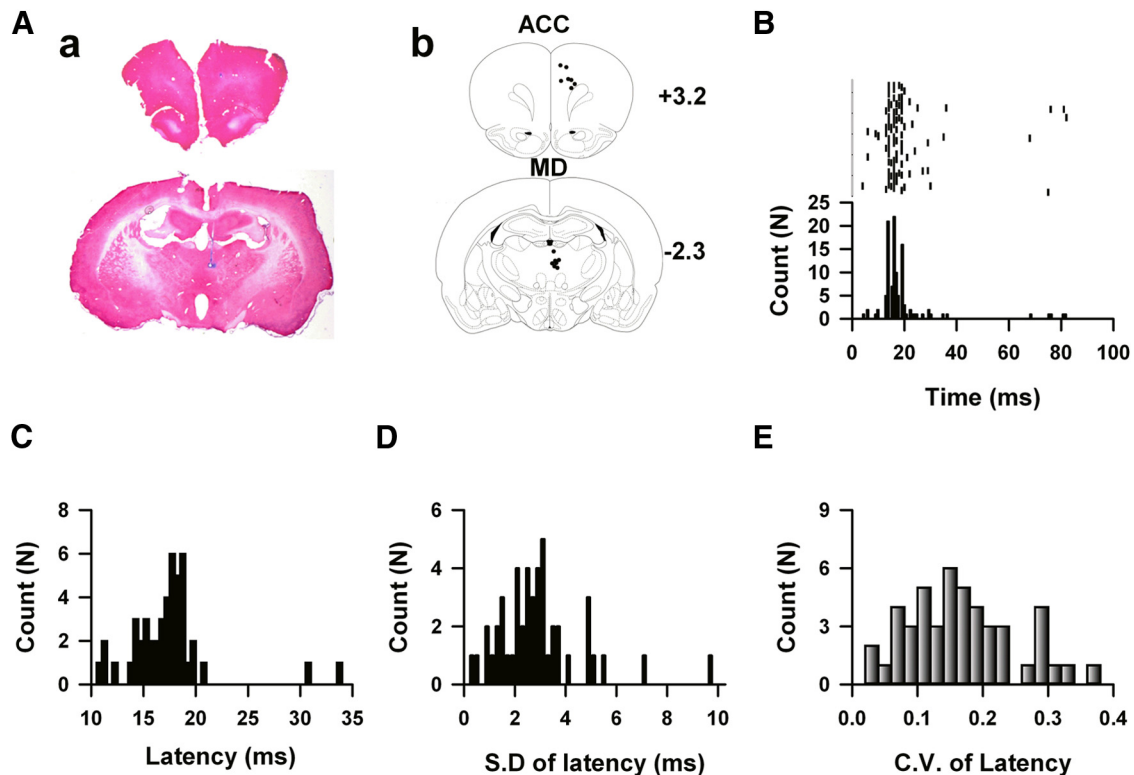 A
a
b
ACC
+3.2
MD
-2.3
B
25
20
15
10
5
0
Count (N)
0 20 40 60 80 100
Time (ms)
C
8
6
4
2
0
Count (N)
10 15 20 25 30 35
Latency (ms)
D
6
4
2
0
Count (N)
0 2 4 6 8 10
S.D of latency (ms)
E
9
6
3
0
Count (N)
0.0 0.1 0.2 0.3 0.4
C.V. of Latency